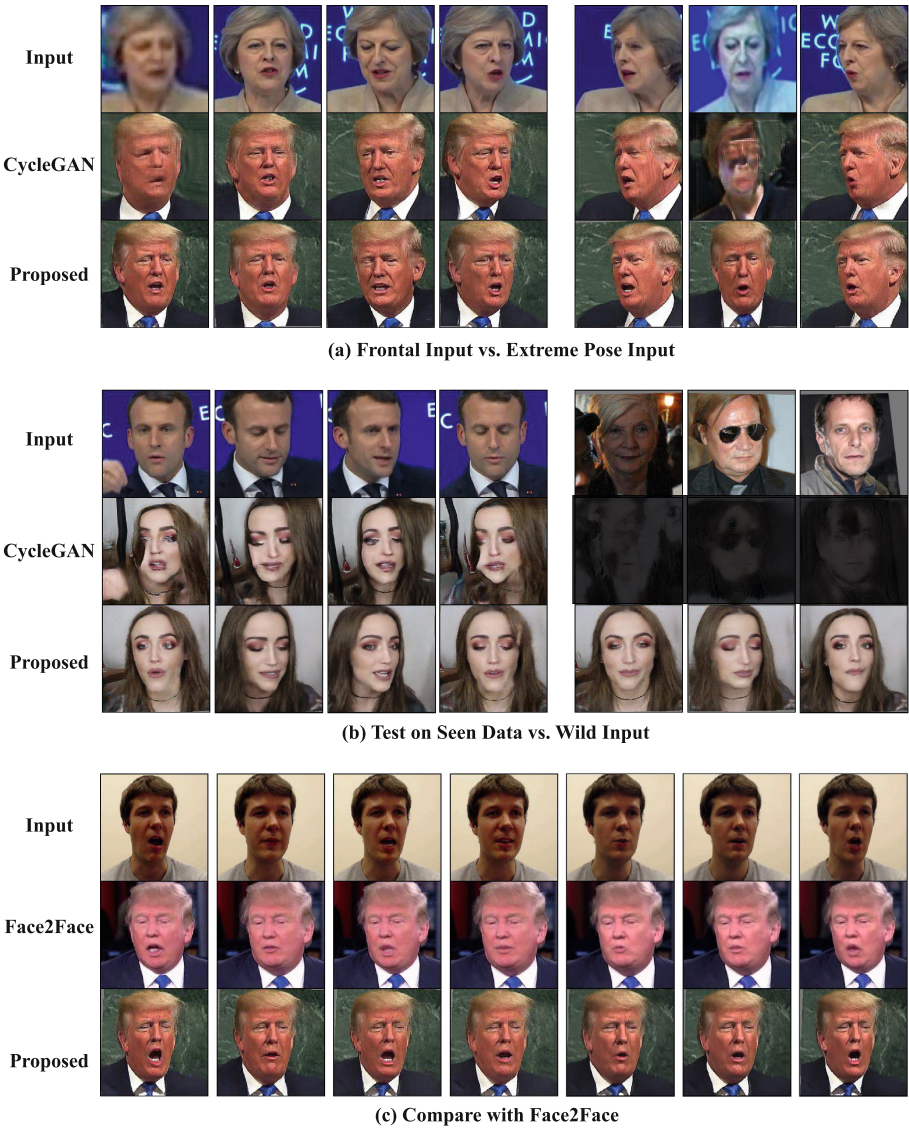 Input
CycleGAN
Proposed
(a) Frontal Input vs. Extreme Pose Input
Input
CycleGAN
Proposed
(b) Test on Seen Data vs. Wild Input
Input
Face2Face
Proposed
(c) Compare with Face2Face